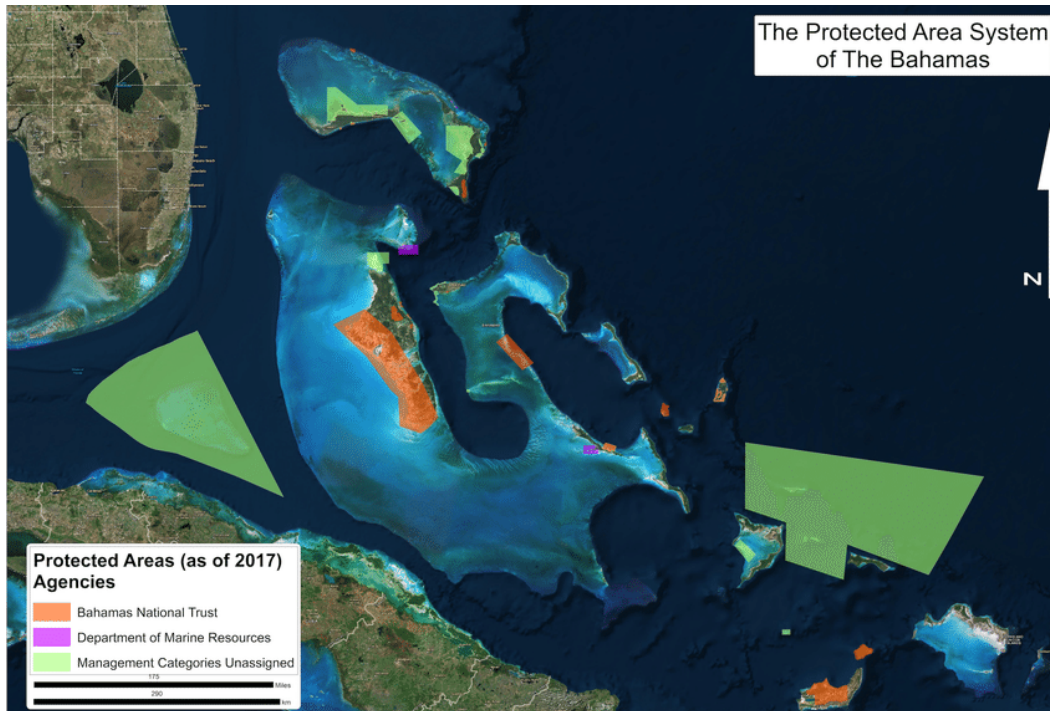 The Protected Area System
of The Bahamas
N
Protected Areas (as of 2017)
Agencies
Bahamas National Trust
Department of Marine Resources
Management Categories Unassigned
175
Miles
290
km